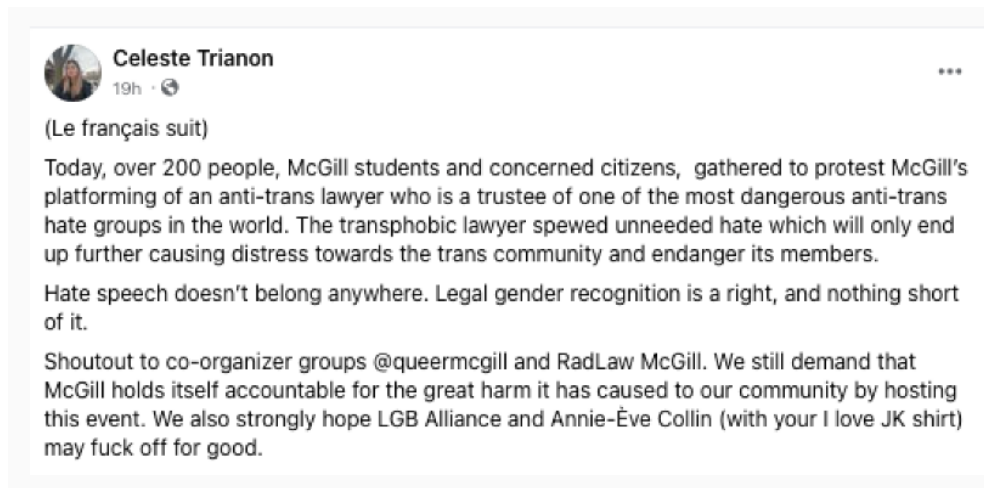 Celeste Trianon
19h ·
(Le français suit)
Today, over 200 people, McGill students and concerned citizens, gathered to protest McGill's
platforming of an anti-trans lawyer who is a trustee of one of the most dangerous anti-trans
hate groups in the world. The transphobic lawyer spewed unneeded hate which will only end
up further causing distress towards the trans community and endanger its members.
Hate speech doesn't belong anywhere. Legal gender recognition is a right, and nothing short
of it.
Shoutout to co-organizer groups @queermcgill and RadLaw McGill. We still demand that
McGill holds itself accountable for the great harm it has caused to our community by hosting
this event. We also strongly hope LGB Alliance and Annie-Ève Collin (with your I love JK shirt)
may fuck off for good.